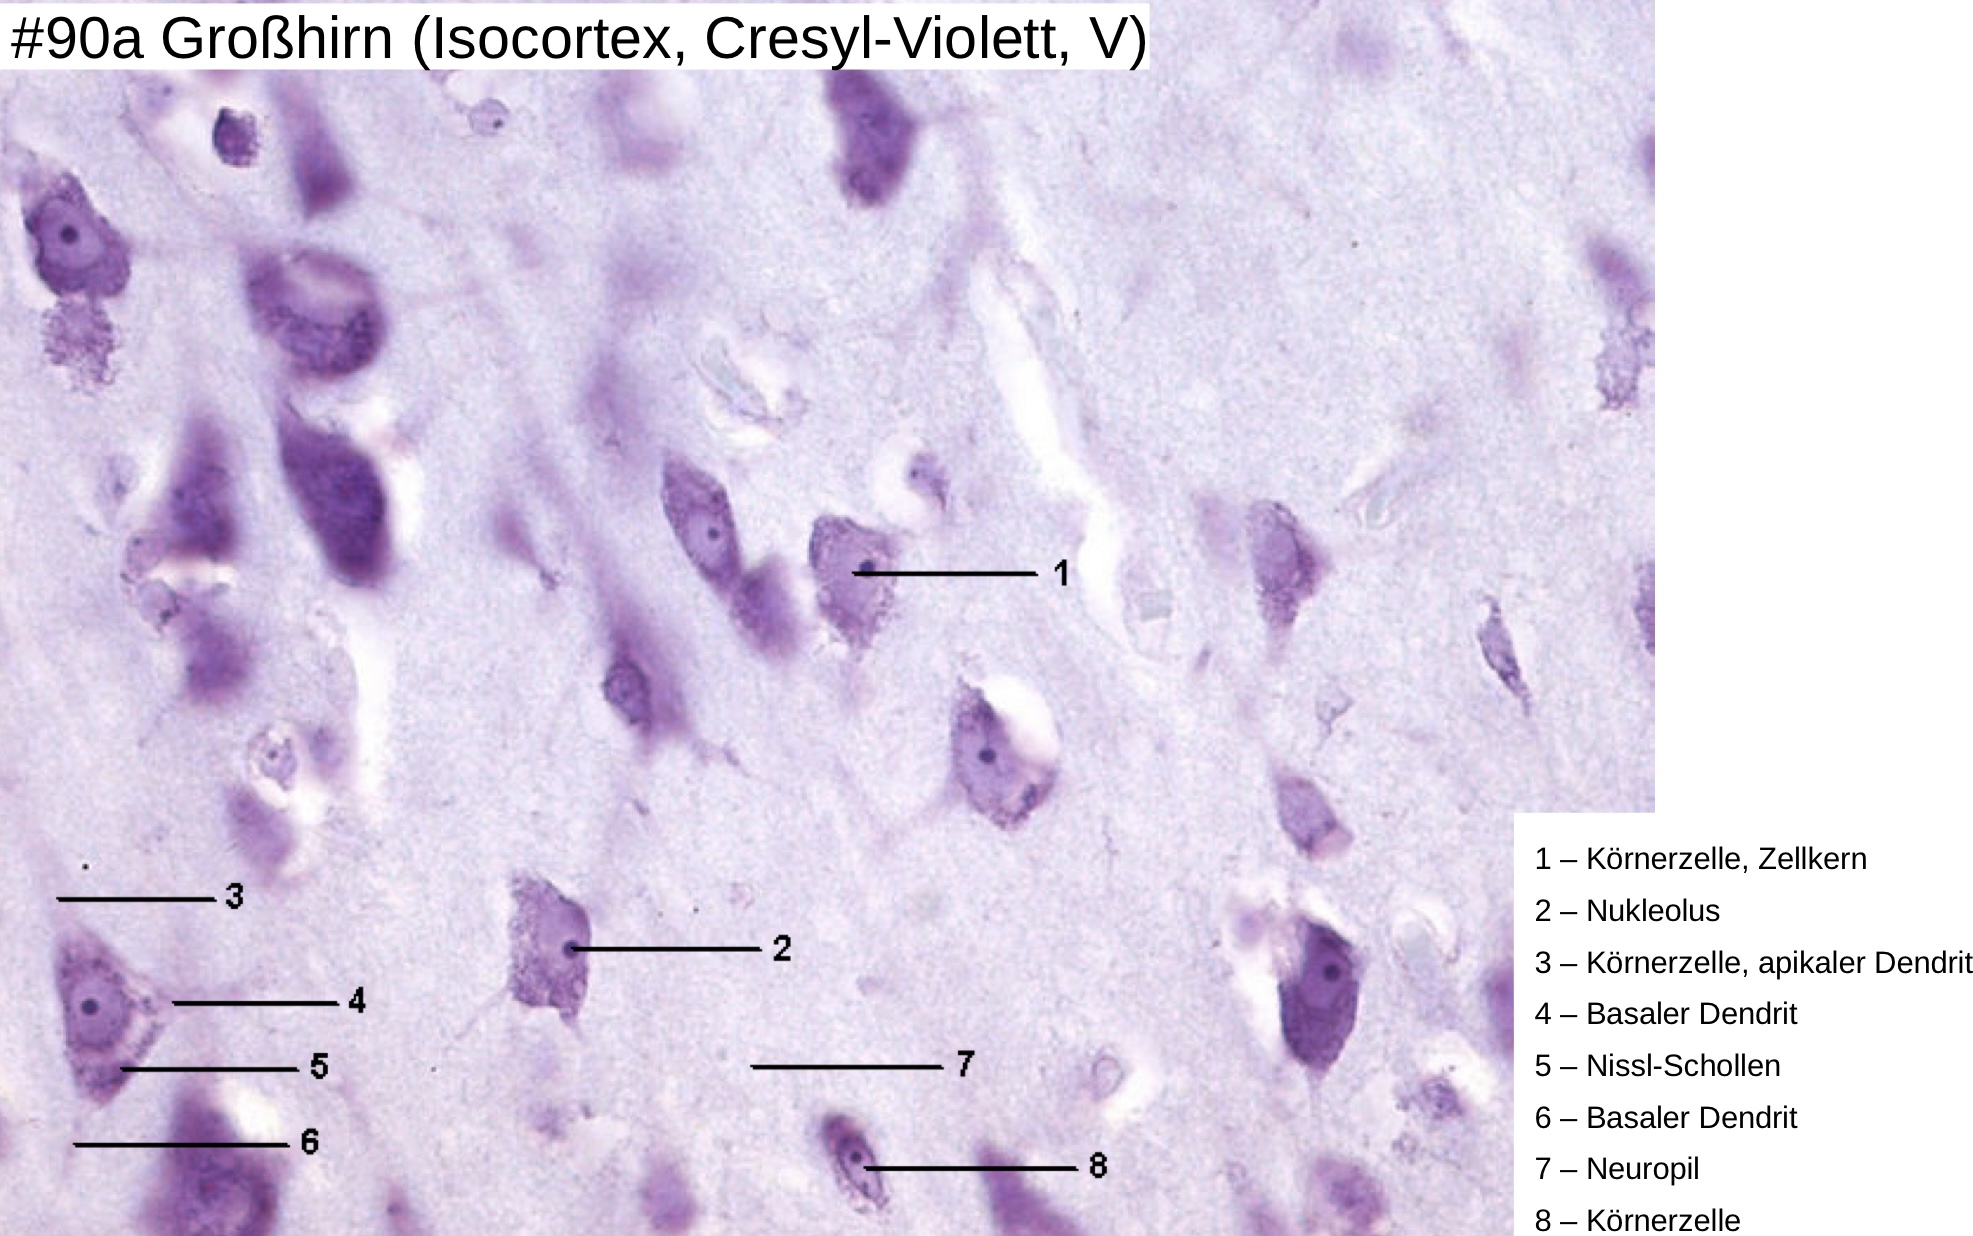 #90a Großhirn (Isocortex, Cresyl-Violett, V)
1
3
2
4
5
7
6
8
1 – Körnerzelle, Zellkern
2 – Nukleolus
3 – Körnerzelle, apikaler Dendrit
4 – Basaler Dendrit
5 – Nissl-Schollen
6 – Basaler Dendrit
7 – Neuropil
8 – Körnerzelle